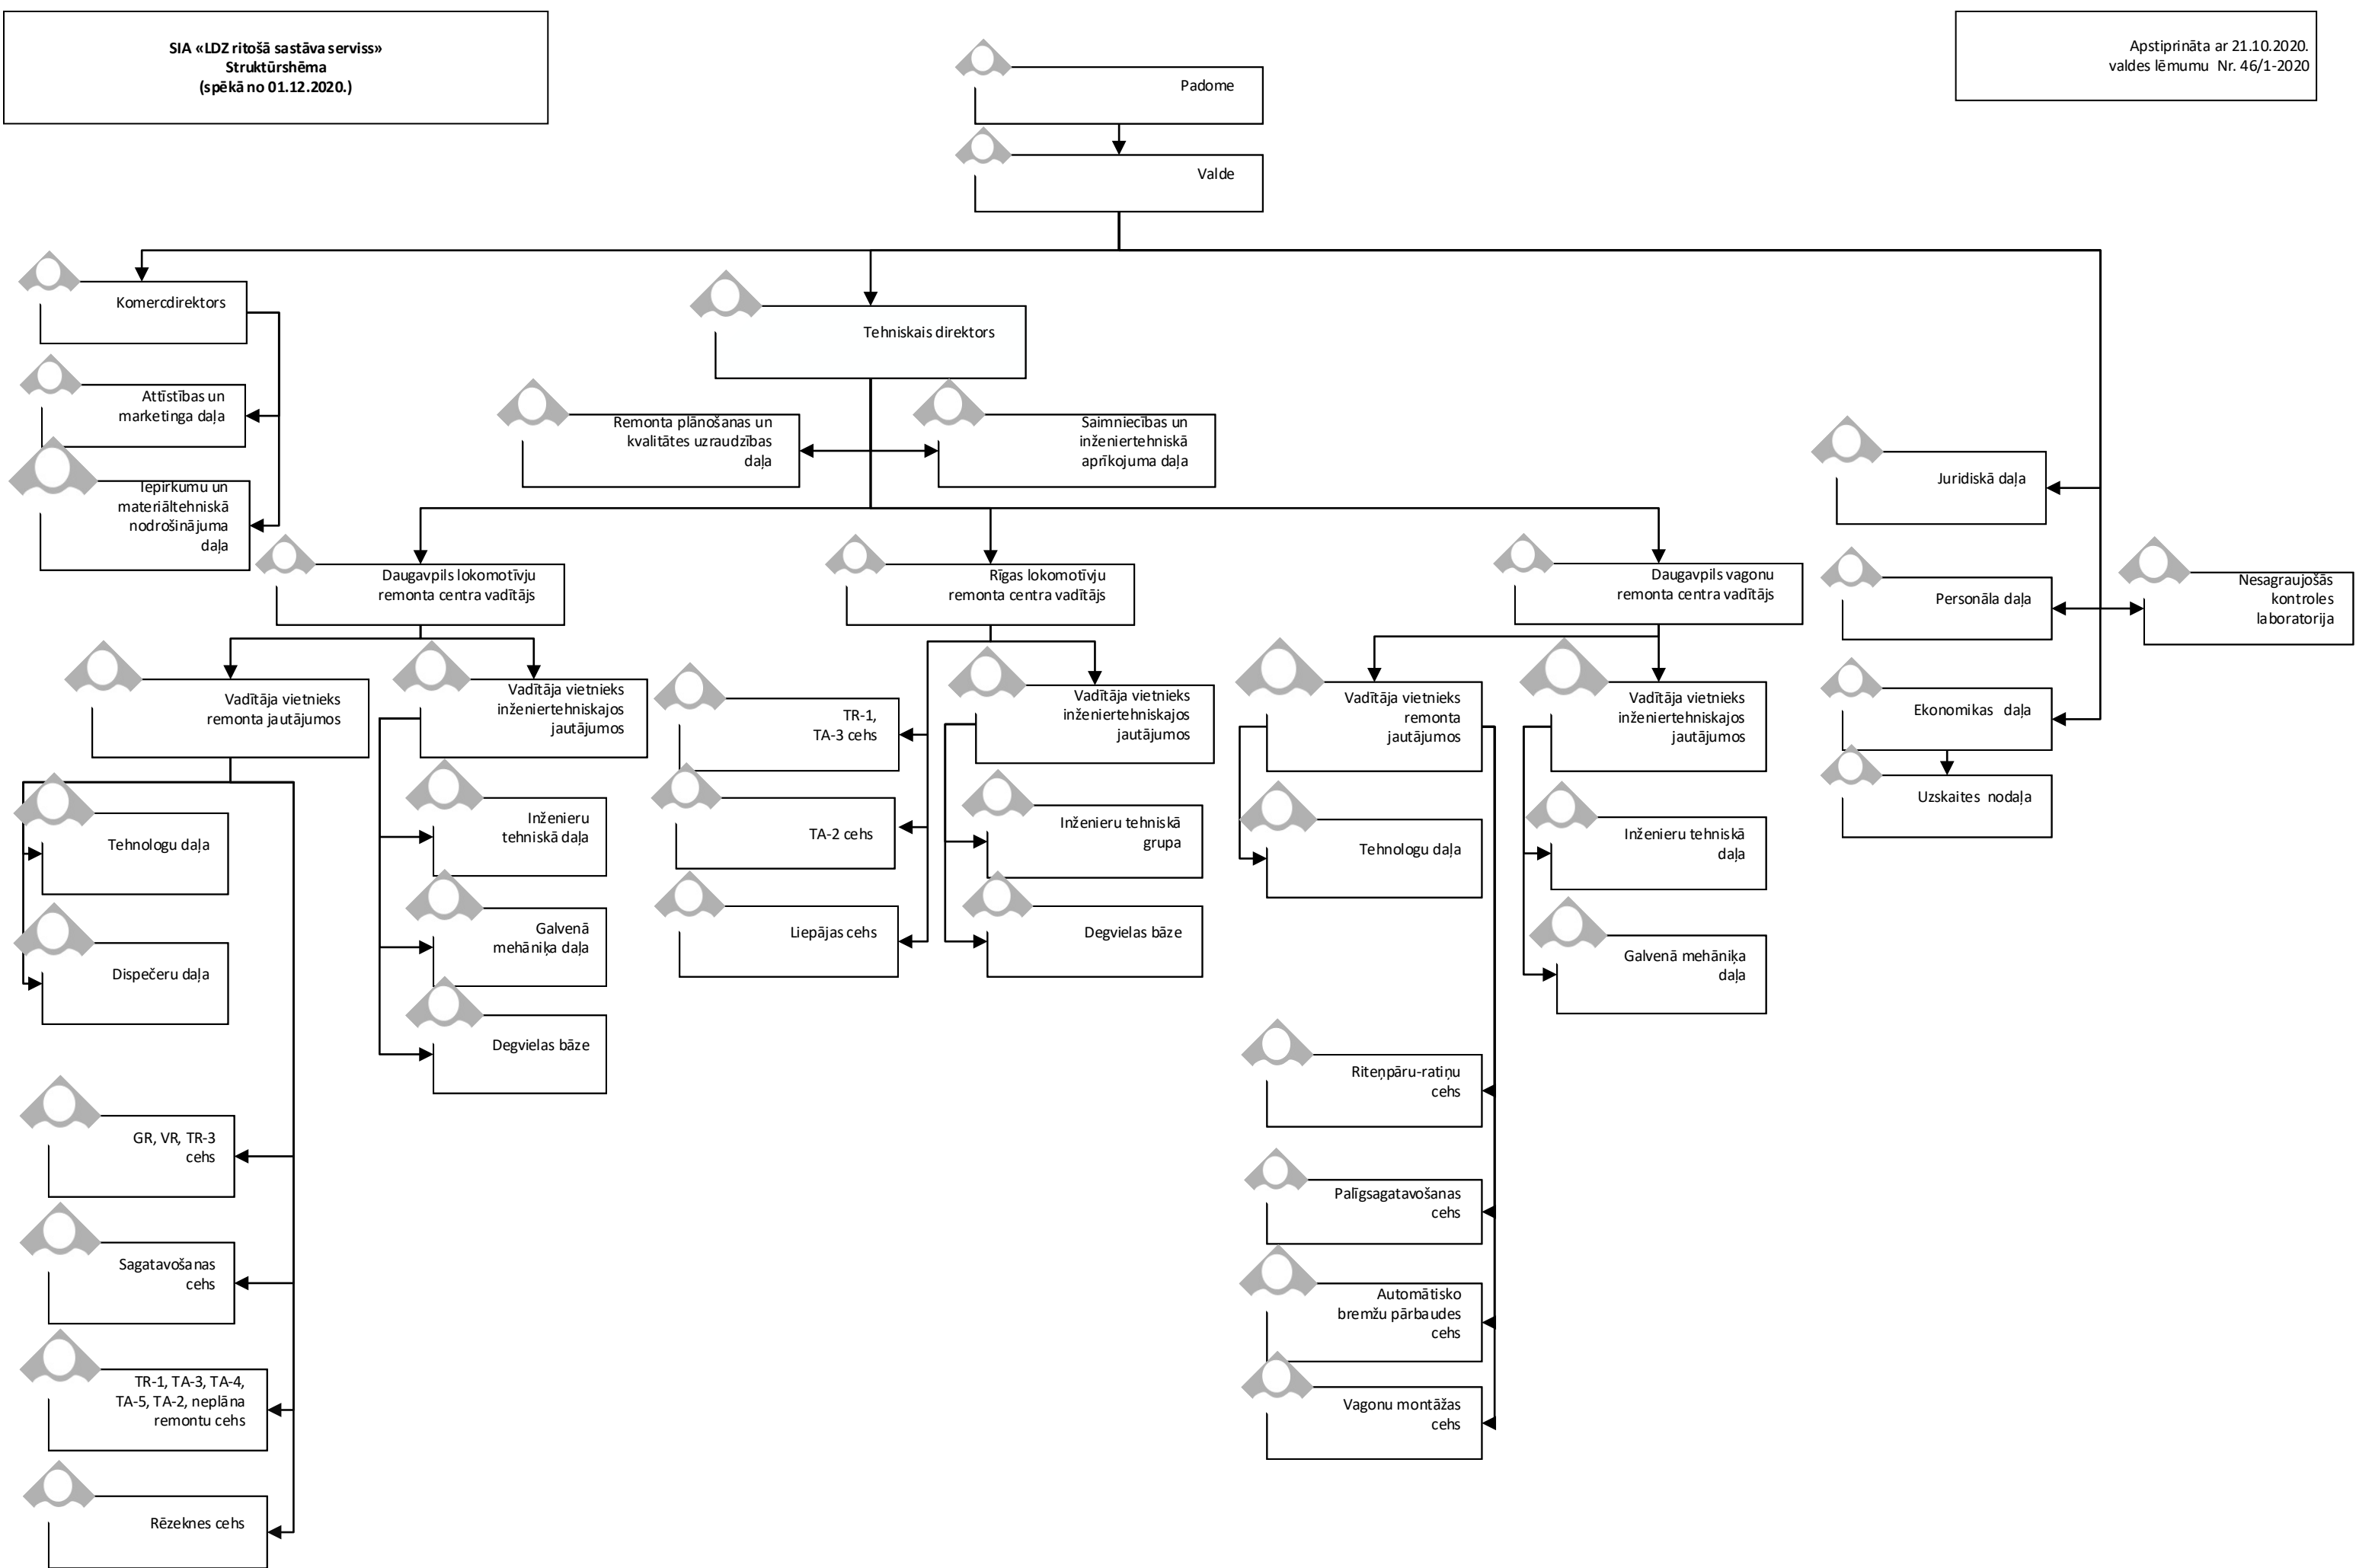 SIA «LDZ ritošā sastāva serviss»
Struktūrshēma
(spēkā no 01.12.2020.)
Apstiprināta ar 21.10.2020.
valdes lēmumu Nr. 46/1-2020
Padome
Valde
Komercdirektors
Attīstības un
marketinga daļa
Iepirkumu un
materiāltehniskā
nodrošinājuma
daļa
Tehniskais direktors
Remonta plānošanas un
kvalitātes uzraudzības
daļa
Saimniecības un
inženiertehniskā
aprīkojuma daļa
Juridiskā daļa
Personāla daļa
Nesagraujošās
kontroles
laboratorija
Ekonomikas daļa
Uzskaites nodaļa
Daugavpils lokomotīvju
remonta centra vadītājs
Rīgas lokomotīvju
remonta centra vadītājs
Daugavpils vagonu
remonta centra vadītājs
Vadītāja vietnieks
remonta jautājumos
Vadītāja vietnieks
inženiertehniskajos
jautājumos
Tehnologu daļa
Dispečeru daļa
GR, VR, TR-3
cehs
Sagatavošanas
cehs
TR-1, TA-3, TA-4,
TA-5, TA-2, neplāna
remontu cehs
Rēzeknes cehs
Inženieru
tehniskā daļa
Galvenā
mehāniķa daļa
Degvielas bāze
TR-1,
TA-3 cehs
TA-2 cehs
Liepājas cehs
Vadītāja vietnieks
inženiertehniskajos
jautājumos
Inženieru tehniskā
grupa
Degvielas bāze
Vadītāja vietnieks
remonta
jautājumos
Tehnologu daļa
Riteņpāru-ratiņu
cehs
Palīgsagatavošanas
cehs
Automātisko
bremžu pārbaudes
cehs
Vagonu montāžas
cehs
Vadītāja vietnieks
inženiertehniskajos
jautājumos
Inženieru tehniskā
daļa
Galvenā mehāniķa
daļa